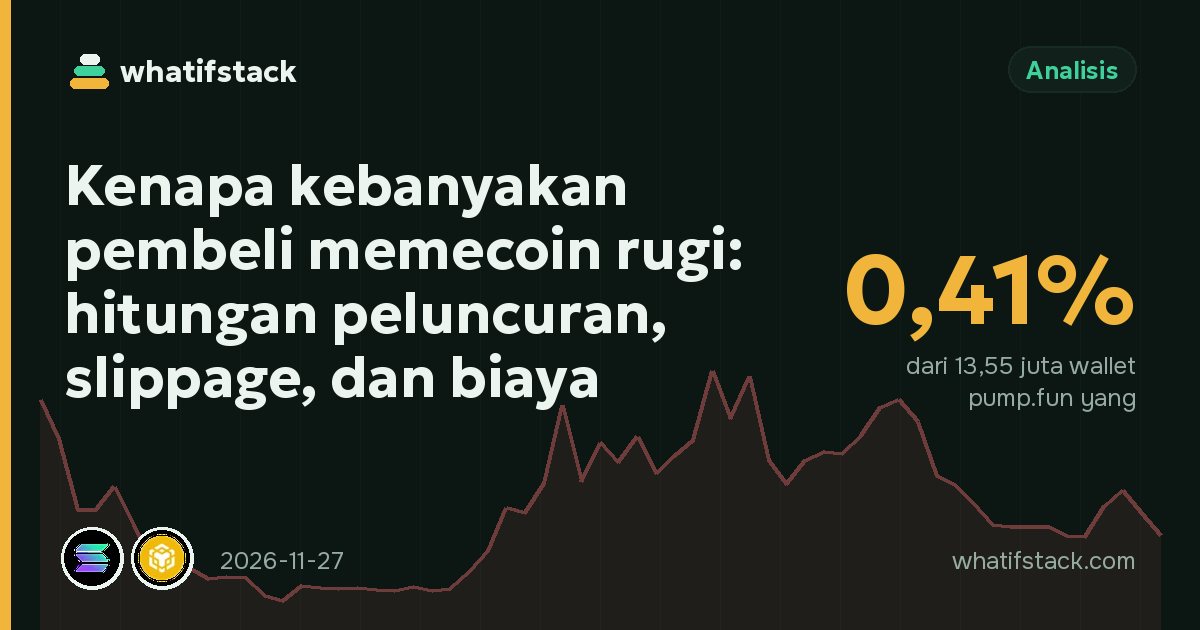 whatifstack
Analisis
Kenapa kebanyakan
pembeli memecoin rugi:
hitungan peluncuran,
slippage, dan biaya
0,41%
dari 13,55 juta wallet
pump.fun yang
2026-11-27
whatifstack.com